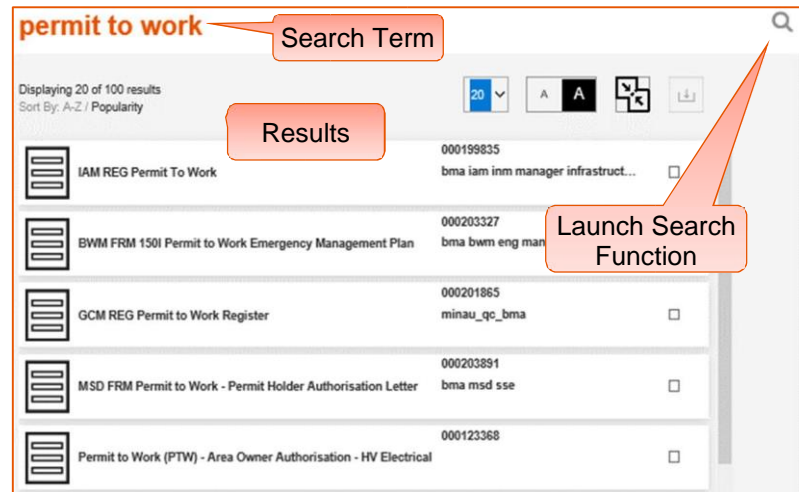 permit to work
Search Term
Displaying 20 of 100 results
Sort By: A-Z / Popularity
20
A A
Results
000199835
IAM REG Permit To Work
bma iam inm manager infrastruct...
Launch Search
Function
000203327
BWM FRM 150I Permit to Work Emergency Management Plan
bma bwm eng man
000201865
GCM REG Permit to Work Register
minau_qc_bma
000203891
MSD FRM Permit to Work - Permit Holder Authorisation Letter
bma msd sse
000123368
Permit to Work (PTW) - Area Owner Authorisation - HV Electrical